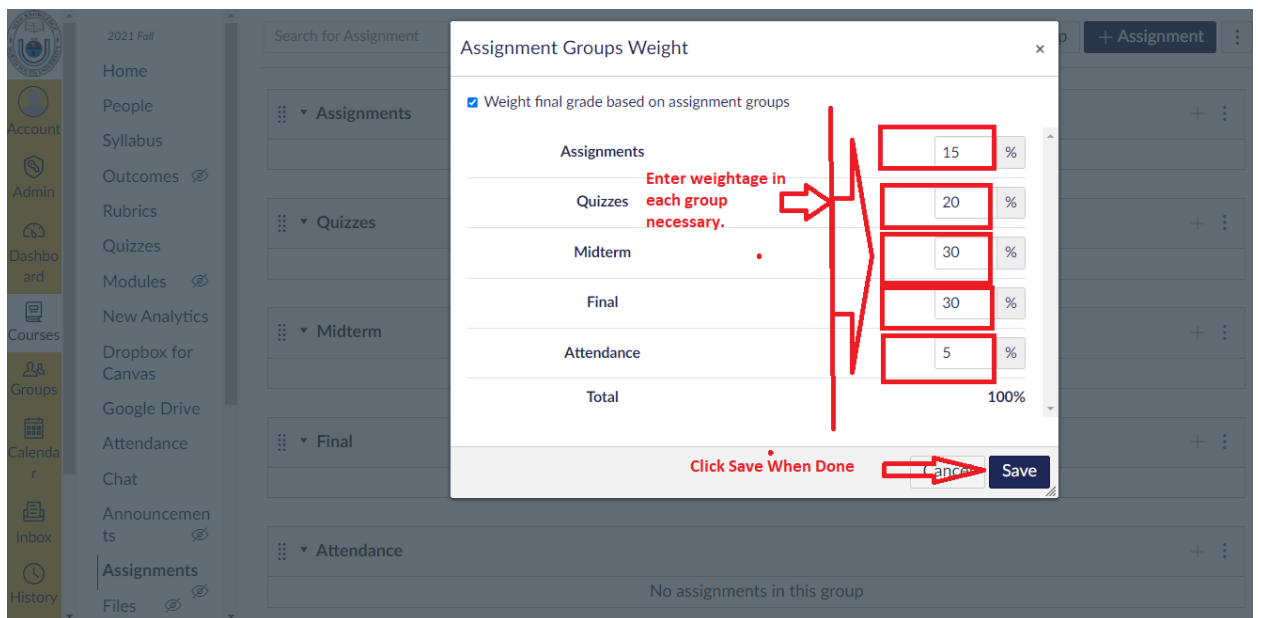 2021 Fall
Home
People
Syllabus
Outcomes
Rubrics
Quizzes
Modules
New Analytics
Dropbox for
Canvas
Google Drive
Attendance
Chat
Announcemen
ts
Assignments
Files
Account
Admin
Dashbo
ard
Courses
Groups
Calenda
r
Inbox
History
Search for Assignment
p
+ Assignment
Assignments
Quizzes
Midterm
Final
Attendance
No assignments in this group
Assignment Groups Weight
×
Weight final grade based on assignment groups
Assignments 15 %
Quizzes 20 %
Midterm 30 %
Final 30 %
Attendance 5 %
Total 100%
Enter weightage in
each group
necessary.
Click Save When Done
Cancel Save